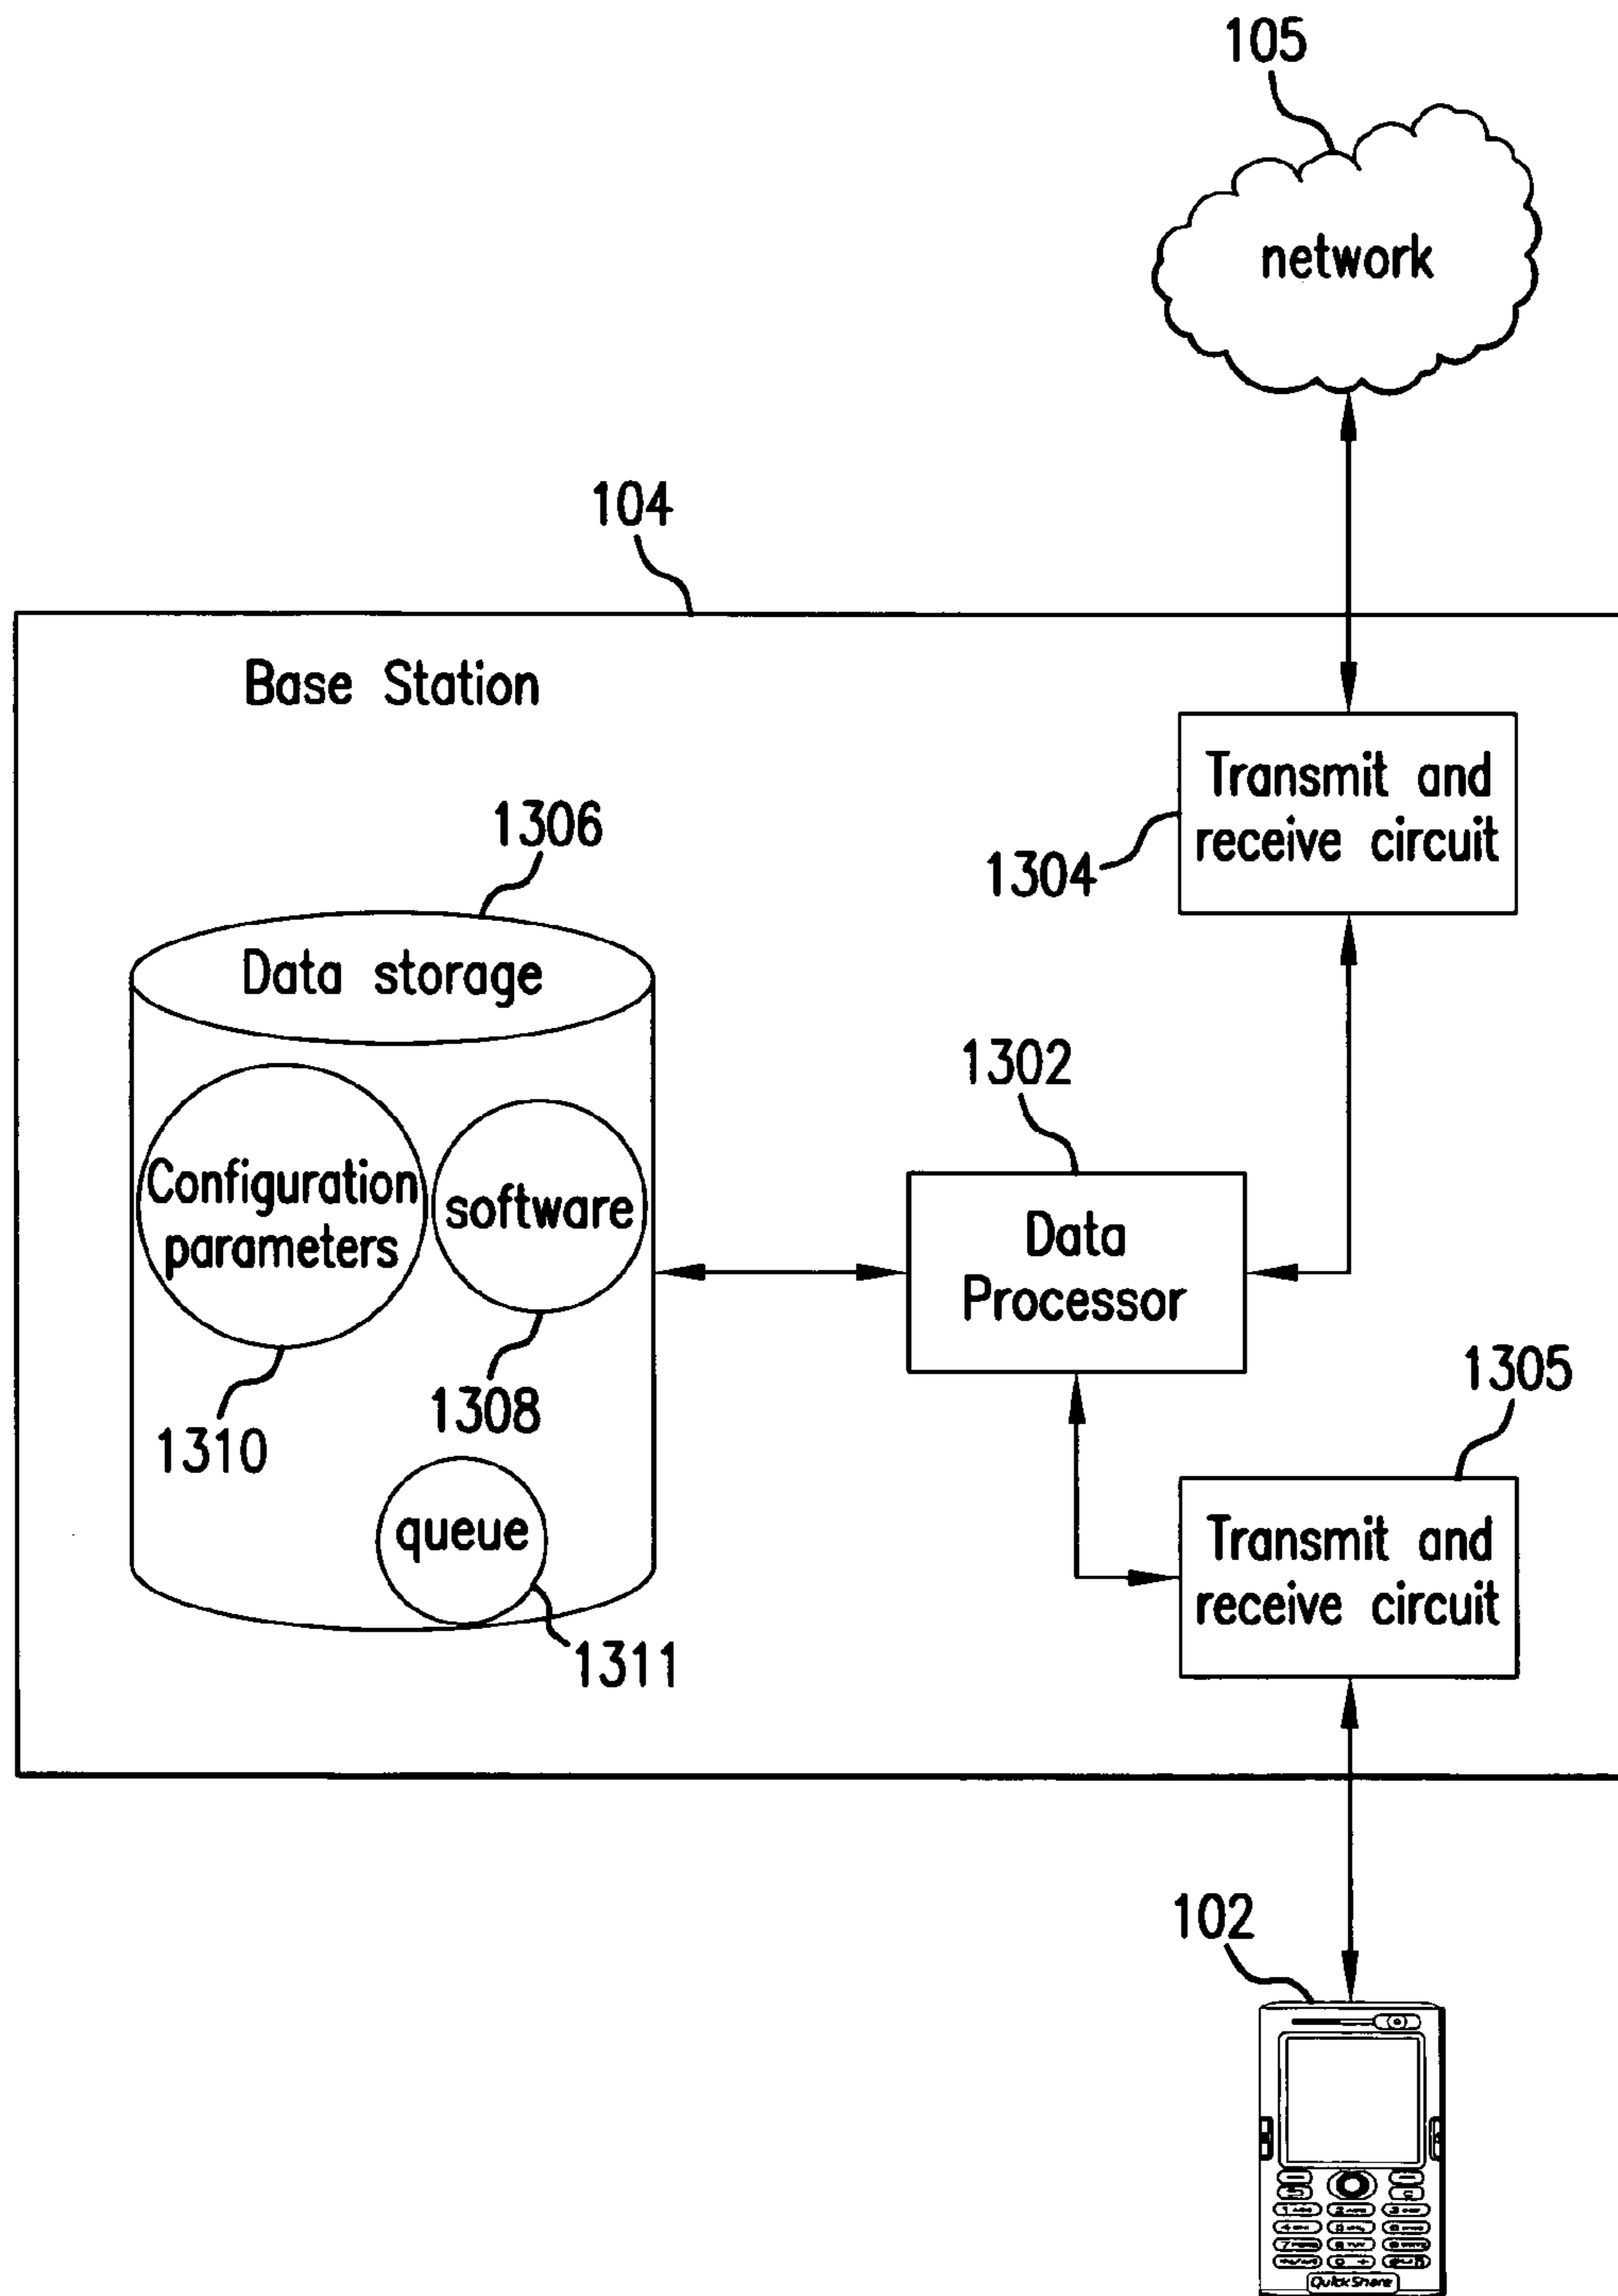 105
network
104
Base Station
Transmit and
receive circuit
1304
1306
Data storage
1302
Configuration
parameters
software
Data
Processor
1305
1308
1310
queue
Transmit and
receive circuit
1311
102
QuickShare